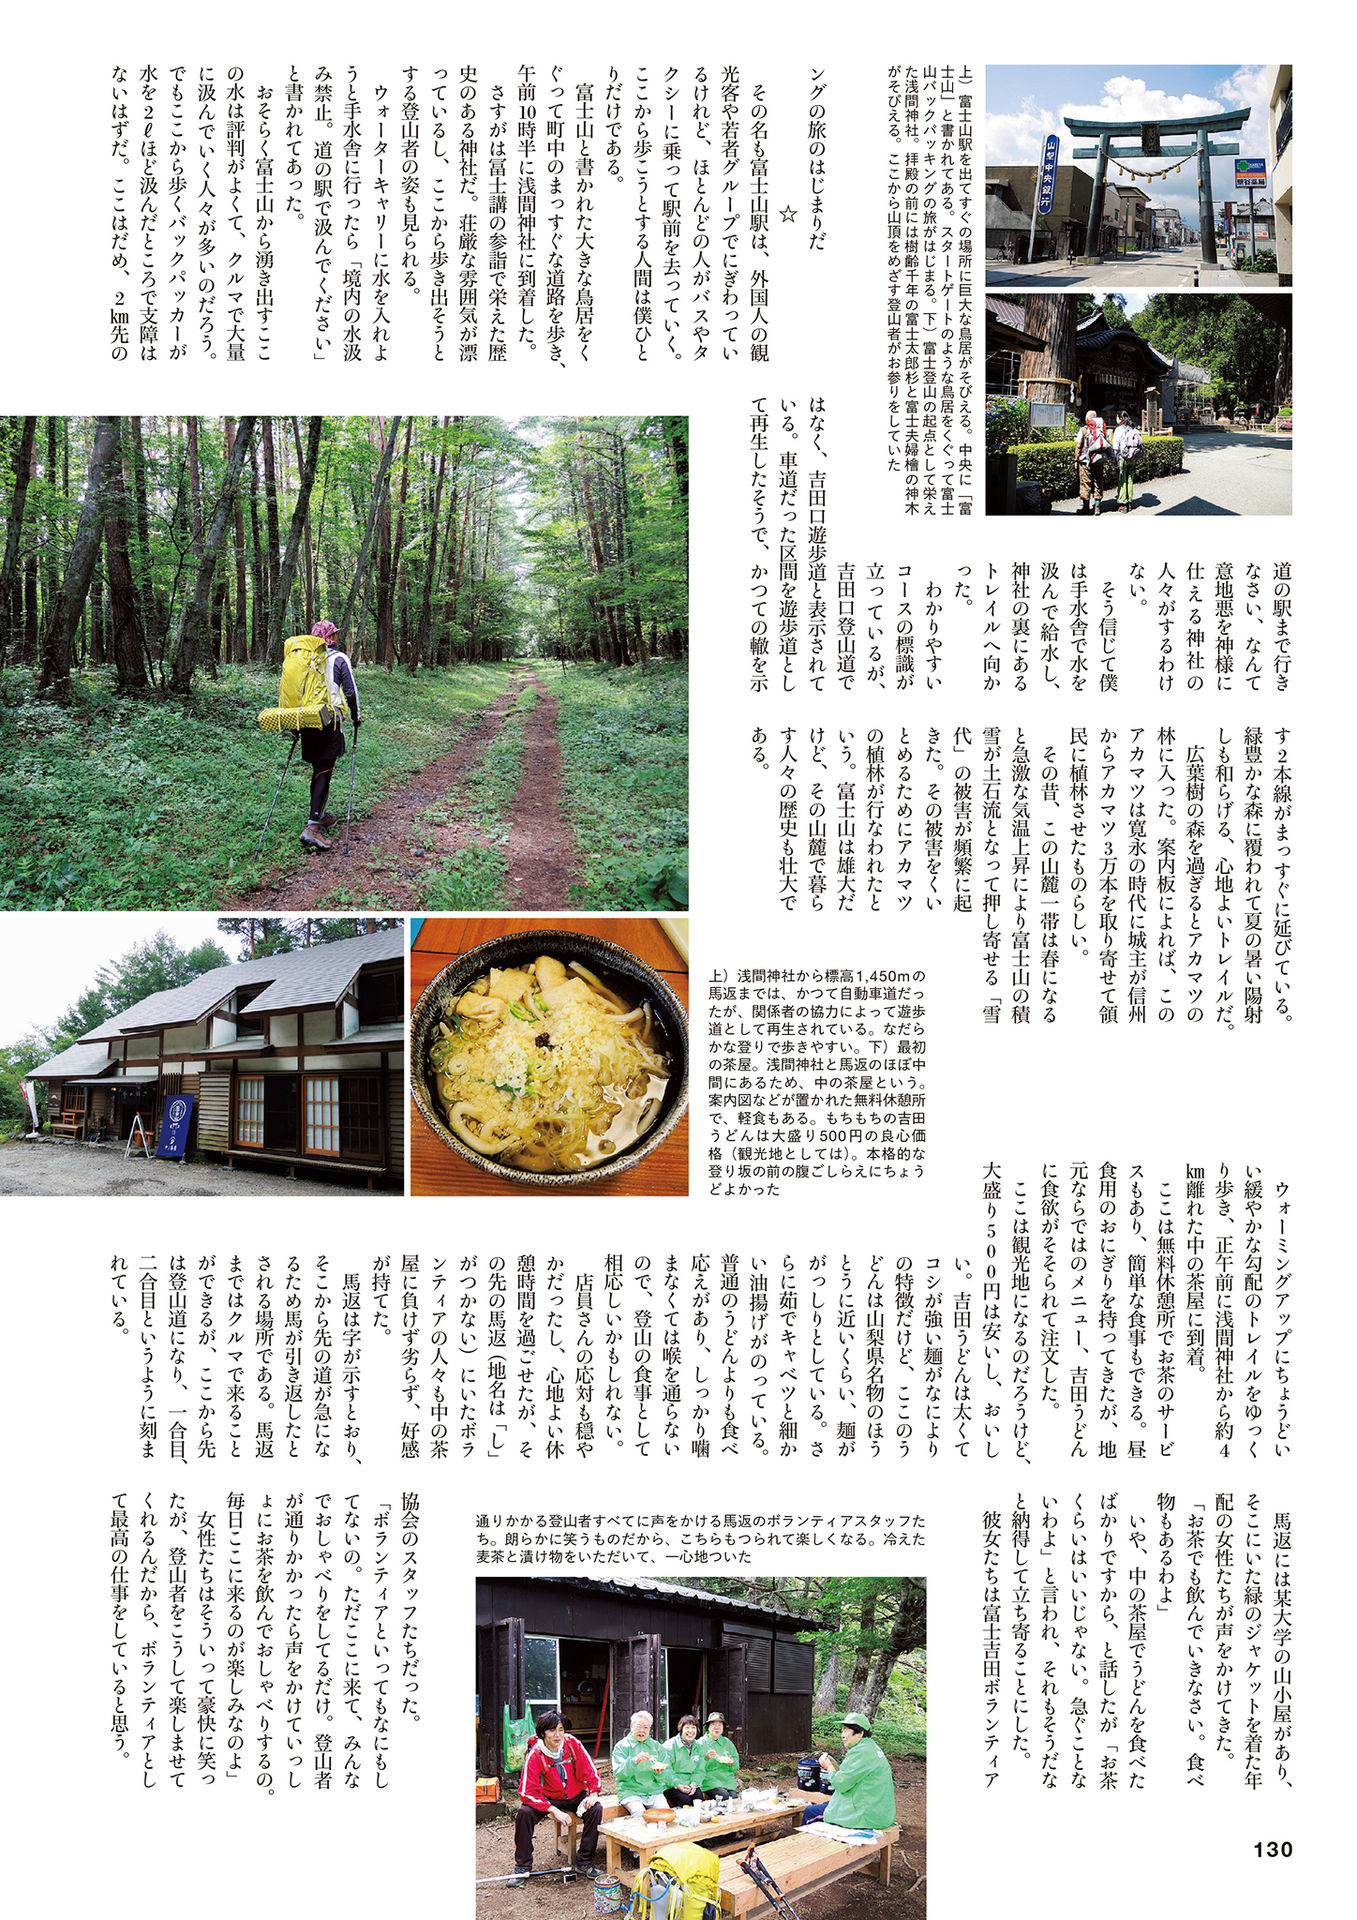 ングの旅のはじまりだ
☆
その名も富士山駅は、外国人の観
光客や若者グループでにぎわってい
るけれど、ほとんどの人がバスやタ
クシーに乗って駅前を去っていく。
ここから歩こうとする人間は僕ひと
りだけである。
富士山と書かれた大きな鳥居をく
ぐって町中のまっすぐな道路を歩き、
午前10時半に浅間神社に到着した。
さすがは富士講の参詣で栄えた歴
史のある神社だ。荘厳な雰囲気が漂
っているし、ここから歩き出そうと
する登山者の姿も見られる。
ウォーターキャリーに水を入れよ
うと手水舎に行ったら「境内の水汲
み禁止。道の駅で汲んでください」
と書かれてあった。
おそらく富士山から湧き出すここ
の水は評判がよくて、クルマで大量
に汲んでいく人々が多いのだろう。
でもここから歩くバックパッカーが
水を2ℓほど汲んだところで支障は
ないはずだ。ここはだめ、2㎞先の
上）富士山駅を出てすぐの場所に巨大な鳥居がそびえる。中央に「富
士山」と書かれてある。スタートゲートのような鳥居をくぐって富士
山バックパッキングの旅がはじまる。下）富士登山の起点として栄え
た浅間神社。拝殿の前には樹齢千年の富士太郎杉と富士夫婦檜の神木
がそびえる。ここから山頂をめざす登山者がお参りをしていた
山梨中央銀行
道の駅まで行き
なさい、なんて
意地悪を神様に
仕える神社の
人々がするわけ
ない。
そう信じて僕
は手水舎で水を
汲んで給水し、
神社の裏にある
トレイルへ向か
った。
わかりやすい
コースの標識が
立っているが、
吉田口登山道で
はなく、吉田口遊歩道と表示されて
いる。車道だった区間を遊歩道とし
て再生したそうで、かつての轍を示
す2本線がまっすぐに延びている。
緑豊かな森に覆われて夏の暑い陽射
しも和らげる、心地よいトレイルだ。
広葉樹の森を過ぎるとアカマツの
林に入った。案内板によれば、この
アカマツは寛永の時代に城主が信州
からアカマツ3万本を取り寄せて領
民に植林させたものらしい。
その昔、この山麓一帯は春になる
と急激な気温上昇により富士山の積
雪が土石流となって押し寄せる「雪
代」の被害が頻繁に起
きた。その被害をくい
とめるためにアカマツ
の植林が行なわれたと
いう。富士山は雄大だ
けど、その山麓で暮ら
す人々の歴史も壮大で
ある。
上）浅間神社から標高1,450mの
馬返までは、かつて自動車道だっ
たが、関係者の協力によって遊歩
道として再生されている。なだら
かな登りで歩きやすい。下）最初
の茶屋。浅間神社と馬返のほぼ中
間にあるため、中の茶屋という。
案内図などが置かれた無料休憩所
で、軽食もある。もちもちの吉田
うどんは大盛り500円の良心価
格（観光地としては）。本格的な
登り坂の前の腹ごしらえにちょう
どよかった
ウォーミングアップにちょうどい
い緩やかな勾配のトレイルをゆっく
り歩き、正午前に浅間神社から約4
㎞離れた中の茶屋に到着。
ここは無料休憩所でお茶のサービ
スもあり、簡単な食事もできる。昼
食用のおにぎりを持ってきたが、地
元ならではのメニュー、吉田うどん
に食欲がそそられて注文した。
ここは観光地になるのだろうけど、
大盛り500円は安いし、おいし
い。吉田うどんは太くて
コシが強い麺がなにより
の特徴だけど、ここのう
どんは山梨県名物のほう
とうに近いくらい、麺が
がっしりとしている。さ
らに茹でキャベツと細か
い油揚げがのっている。
普通のうどんよりも食べ
応えがあり、しっかり噛
まなくては喉を通らない
ので、登山の食事として
相応しいかもしれない。
店員さんの応対も穏や
かだったし、心地よい休
憩時間を過ごせたが、そ
の先の馬返（地名は「し」
がつかない）にいたボラ
ンティアの人々も中の茶
屋に負けず劣らず、好感
が持てた。
馬返は字が示すとおり、
そこから先の道が急にな
るため馬が引き返したと
される場所である。馬返
まではクルマで来ること
ができるが、ここから先
は登山道になり、一合目、
二合目というように刻ま
れている。
馬返には某大学の山小屋があり、
そこにいた緑のジャケットを着た年
配の女性たちが声をかけてきた。
「お茶でも飲んでいきなさい。食べ
物もあるわよ」
いや、中の茶屋でうどんを食べた
ばかりですから、と話したが「お茶
くらいはいいじゃない。急ぐことな
いわよ」と言われ、それもそうだな
と納得して立ち寄ることにした。
彼女たちは富士吉田ボランティア
協会のスタッフたちだった。
「ボランティアといってもなにもし
てないの。ただここに来て、みんな
でおしゃべりをしてるだけ。登山者
が通りかかったら声をかけていっし
ょにお茶を飲んでおしゃべりするの。
毎日ここに来るのが楽しみなのよ」
女性たちはそういって豪快に笑っ
たが、登山者をこうして楽しませて
くれるんだから、ボランティアとし
て最高の仕事をしていると思う。
通りかかる登山者すべてに声をかける馬返のボランティアスタッフた
ち。朗らかに笑うものだから、こちらもつられて楽しくなる。冷えた
麦茶と漬け物をいただいて、一心地ついた
130